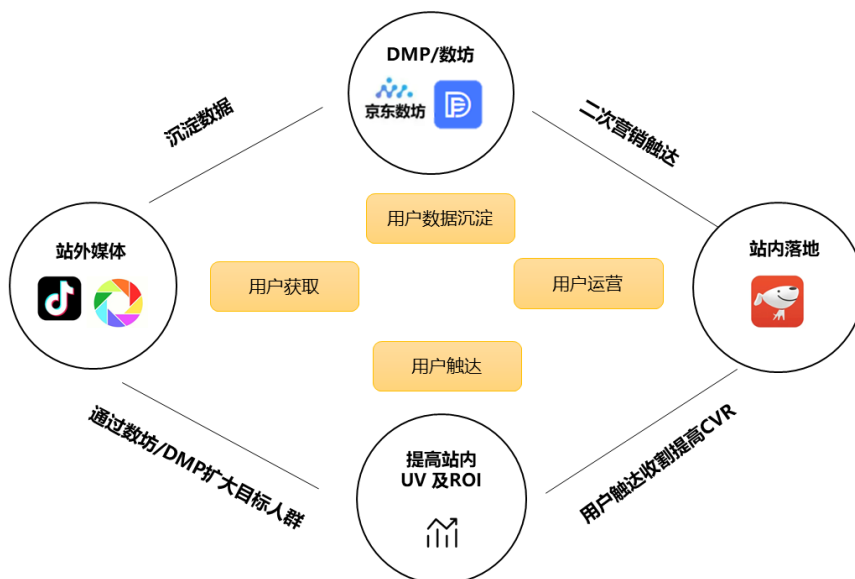 DMP/数坊
京东数坊
沉淀数据
二次营销触达
用户数据沉淀
站外媒体
站内落地
用户获取
用户运营
用户触达
通过数坊/DMP扩大目标人群
提高站内
UV 及ROI
用户触达收割提高CVR